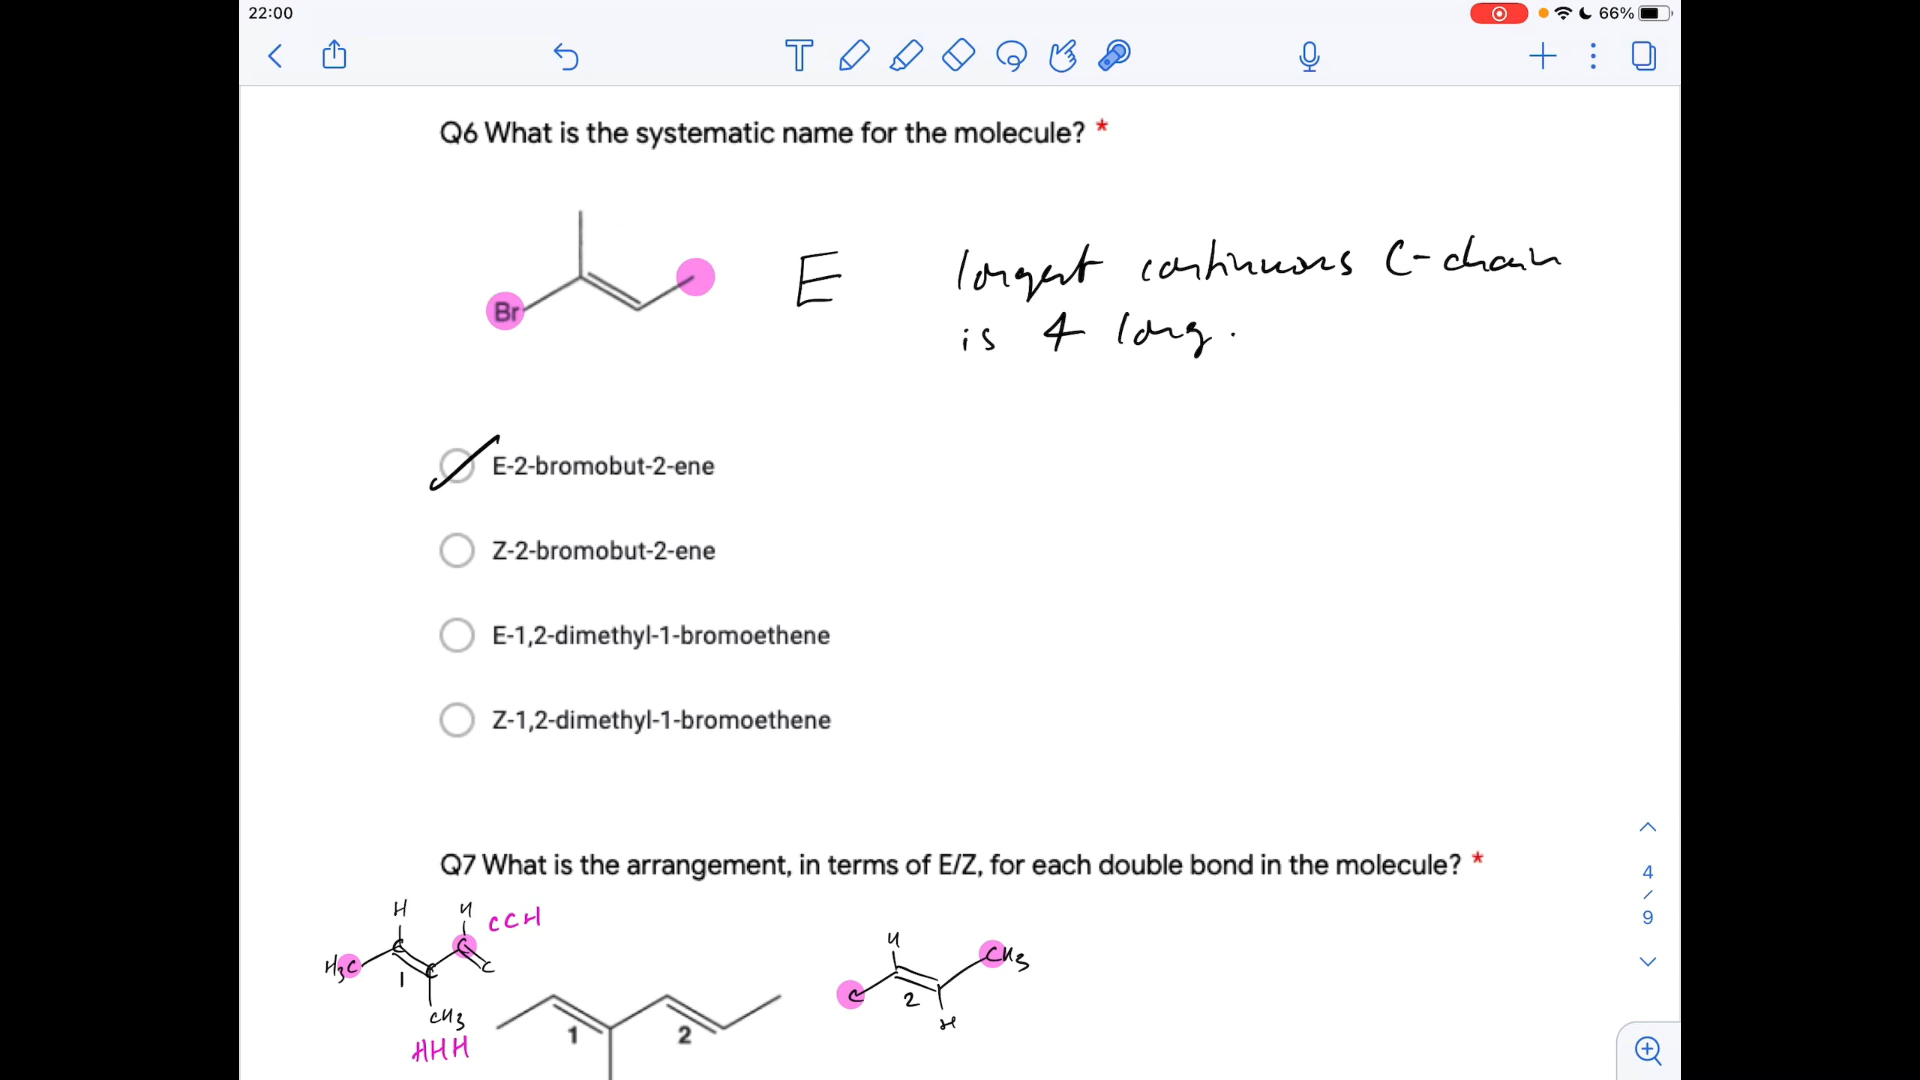 22:00
66%
Q6 What is the systematic name for the molecule? *
Br
E
longest continuous C-chain
is 4 long.
E-2-bromobut-2-ene
Z-2-bromobut-2-ene
E-1,2-dimethyl-1-bromoethene
Z-1,2-dimethyl-1-bromoethene
4
/
9
Q7 What is the arrangement, in terms of E/Z, for each double bond in the molecule? *
H H CCH
H3C C C C
1 C
CH3
HHH
1 2
H
C CH3
2
H